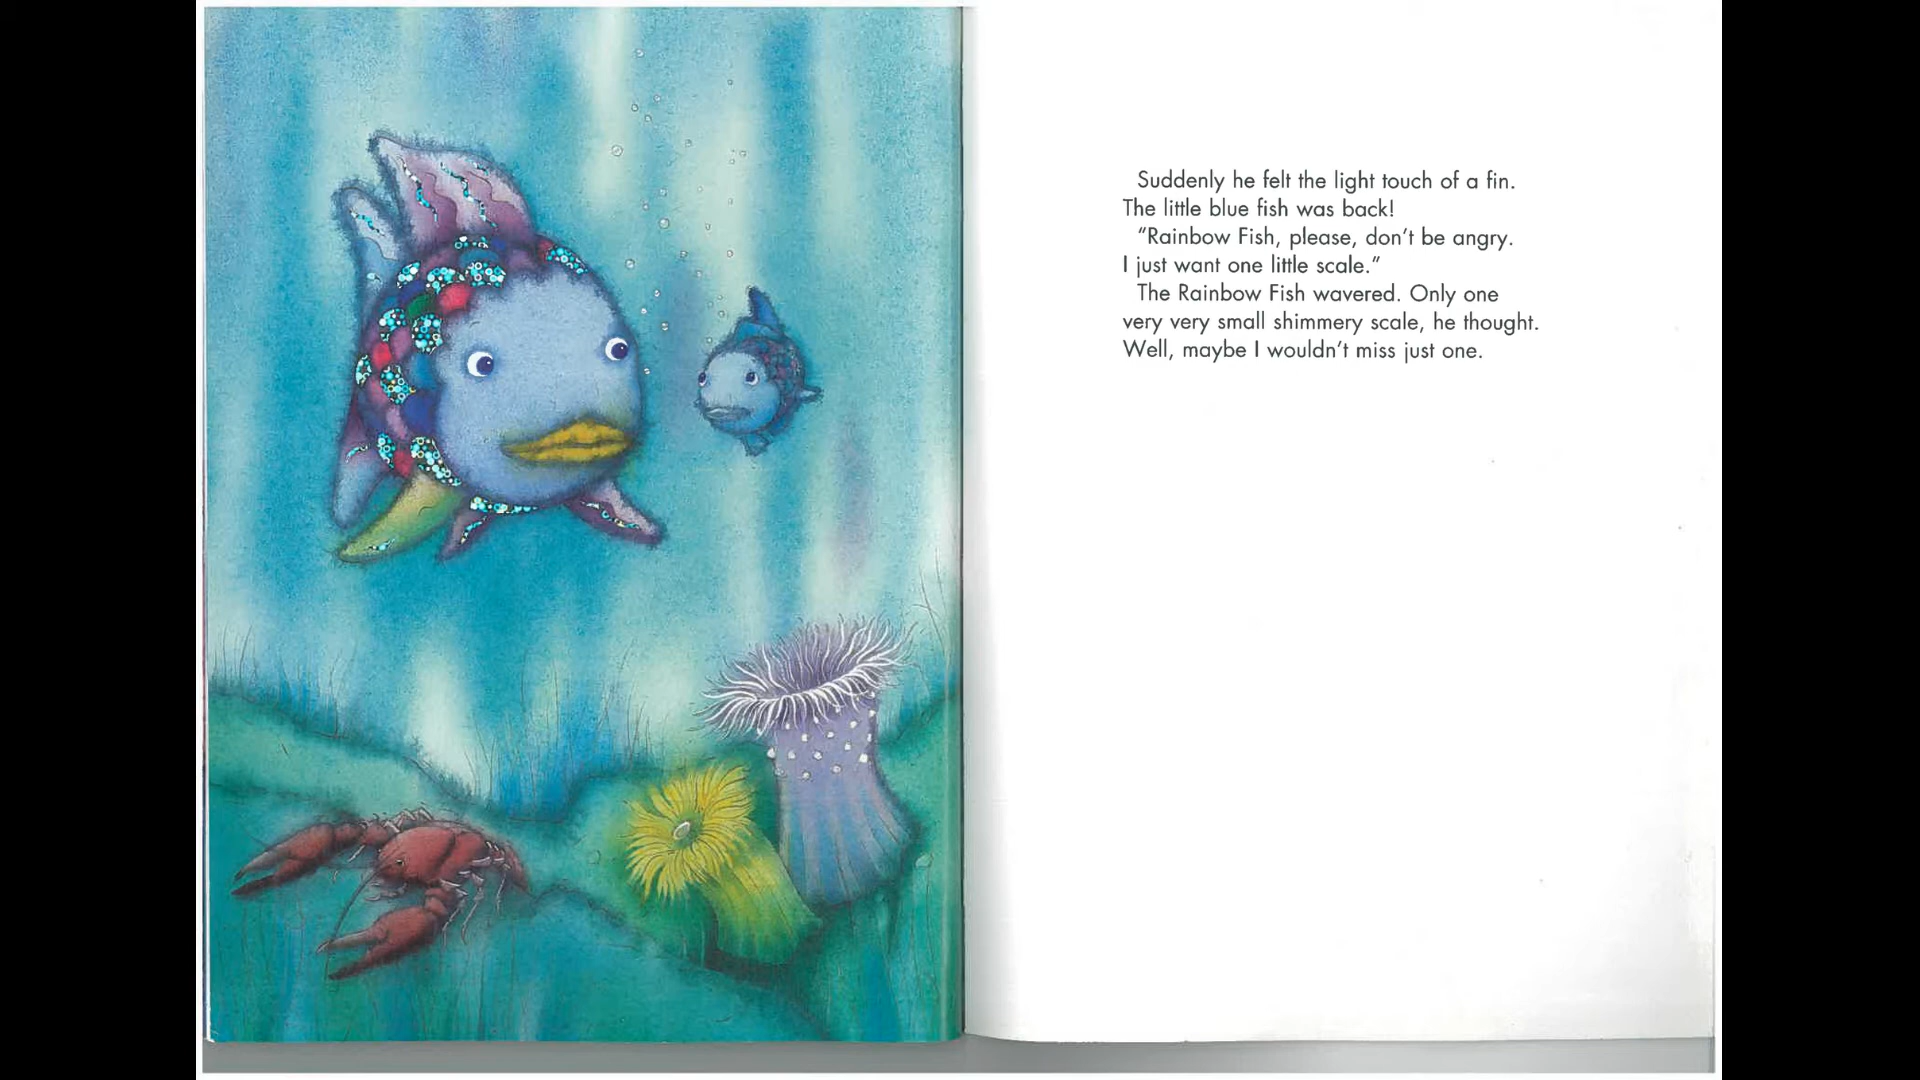 Suddenly he felt the light touch of a fin.
The little blue fish was back!
“Rainbow Fish, please, don’t be angry.
I just want one little scale.”
The Rainbow Fish wavered. Only one
very very small shimmery scale, he thought.
Well, maybe I wouldn’t miss just one.